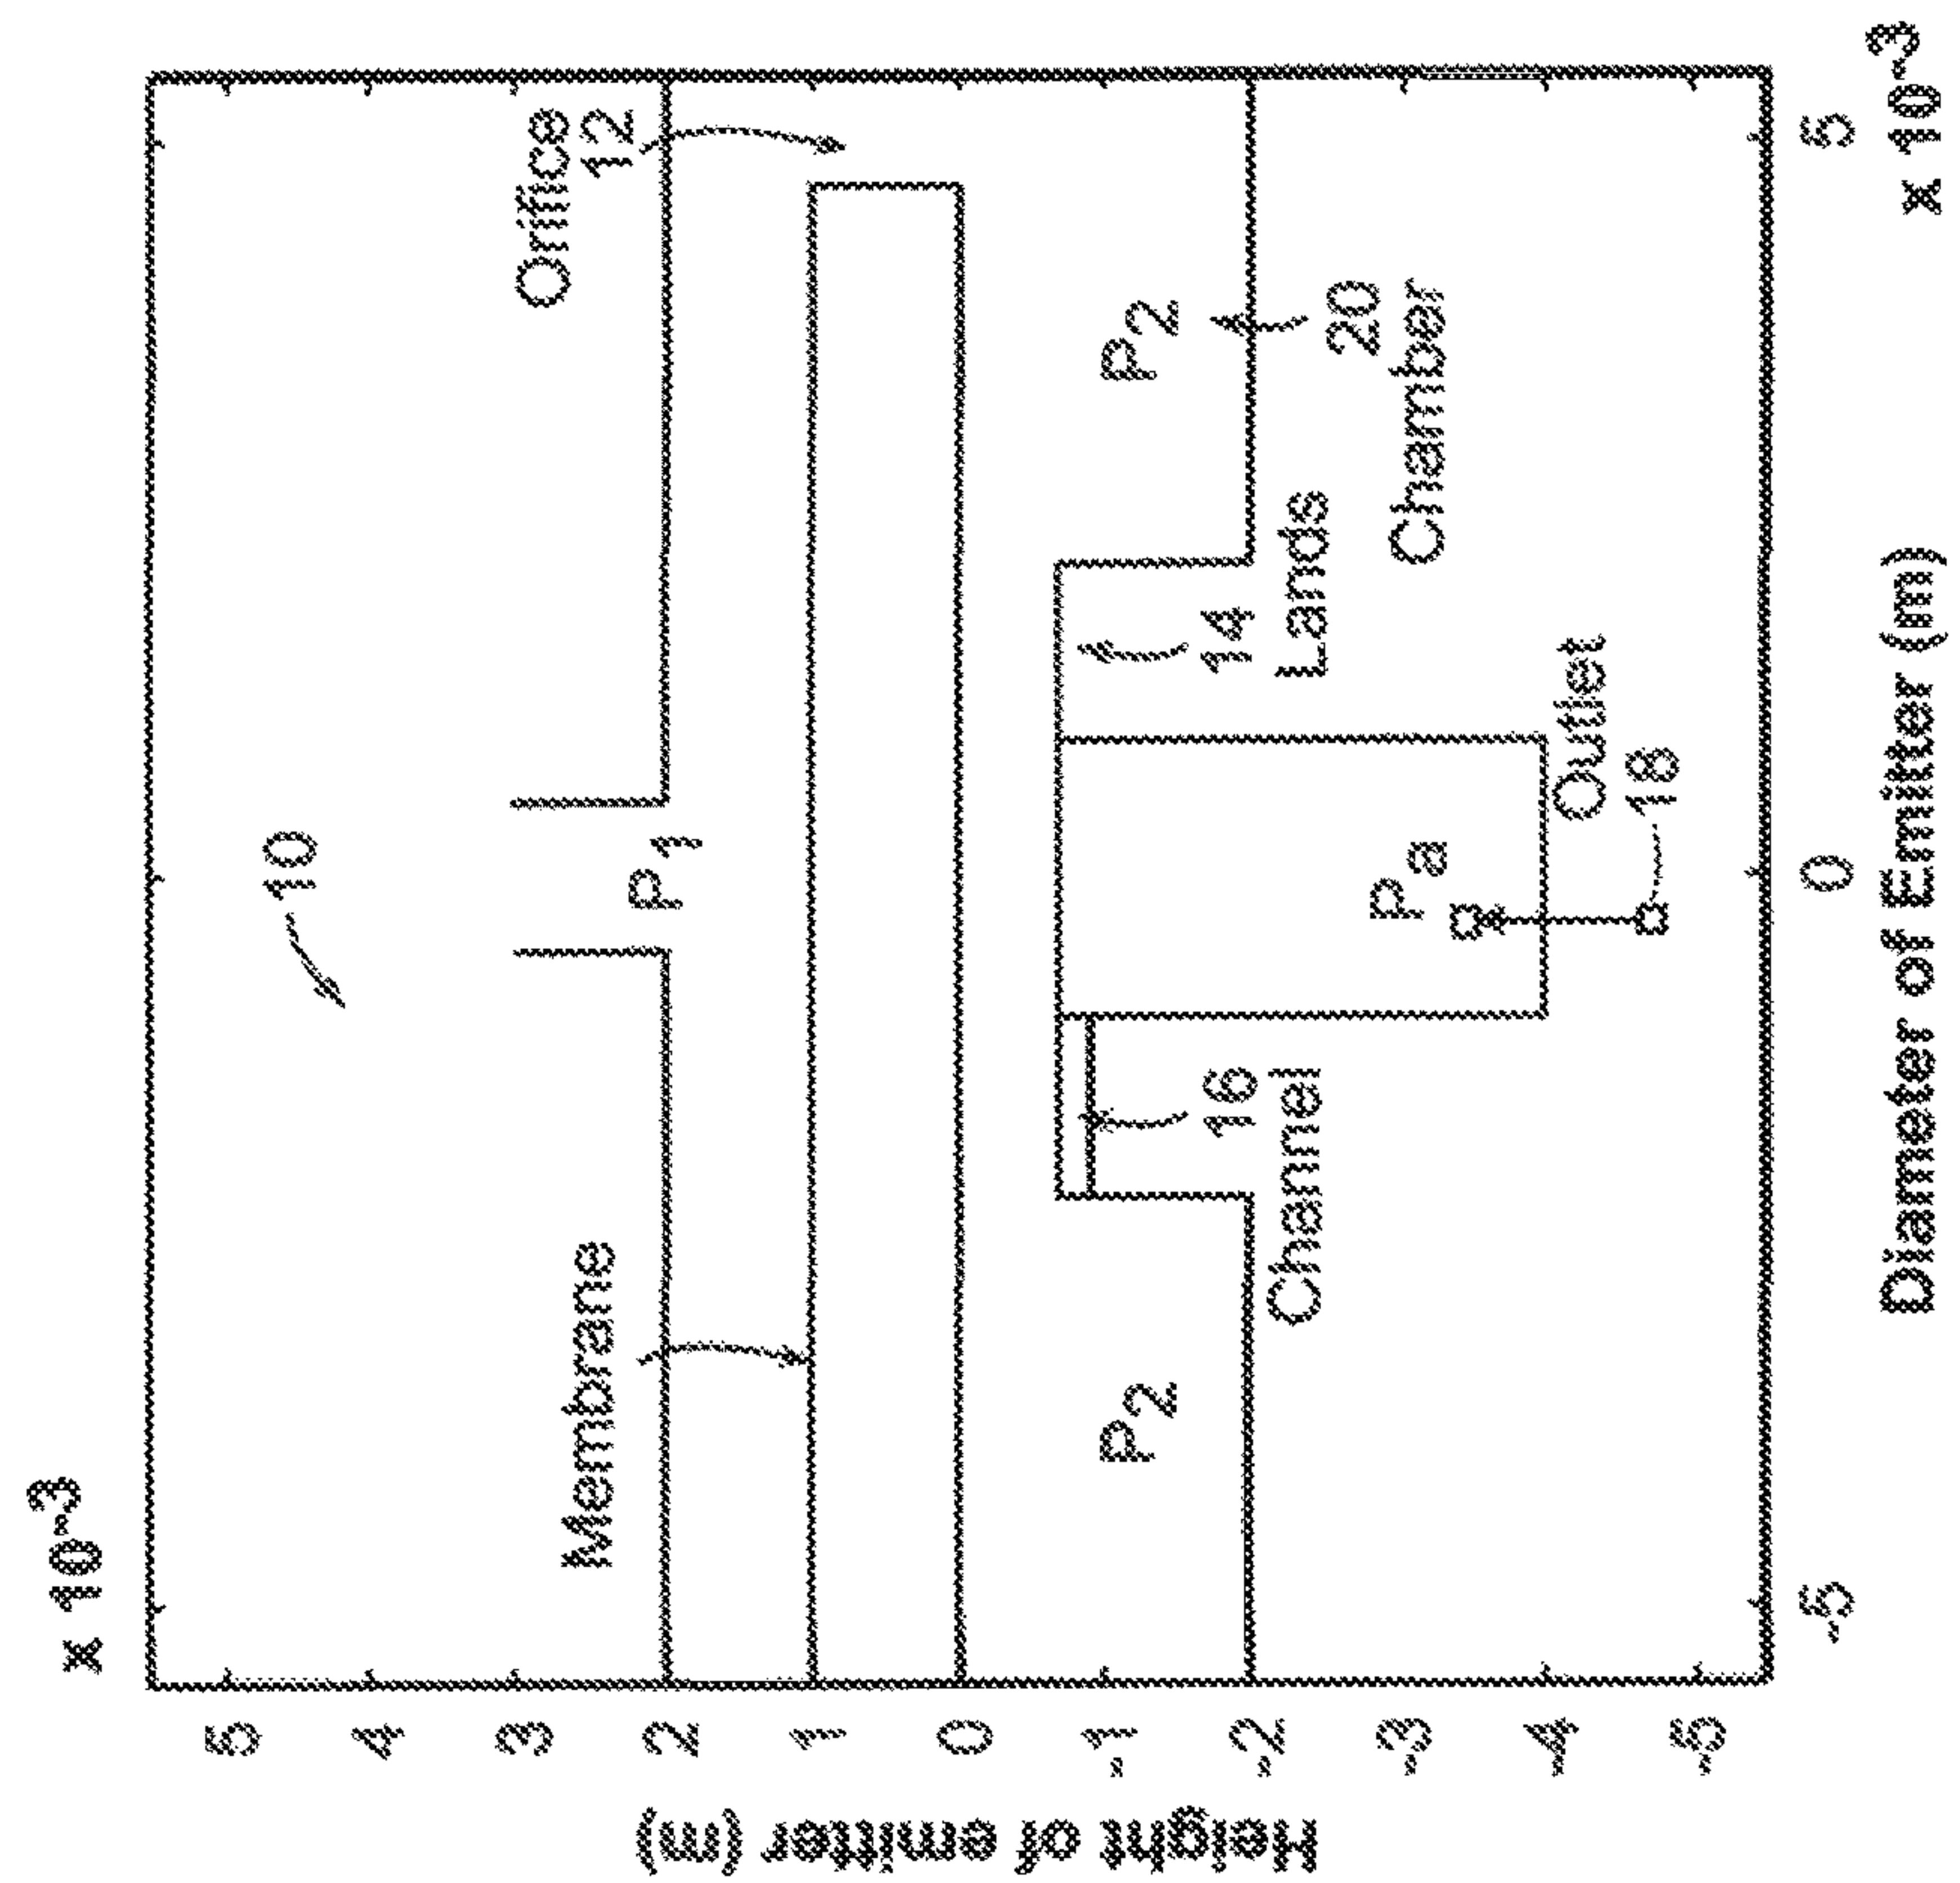 x 10-3
5
4
3
2
1
0
-1
-2
-3
-4
-5
Height of emitter (m)
10
Membrane
Orifice
12
P1
P2
P2
16
Channel
14
Lands
20
Chamber
Pa
Outlet
18
-5
0
5
x 10-3
Diameter of Emitter (m)